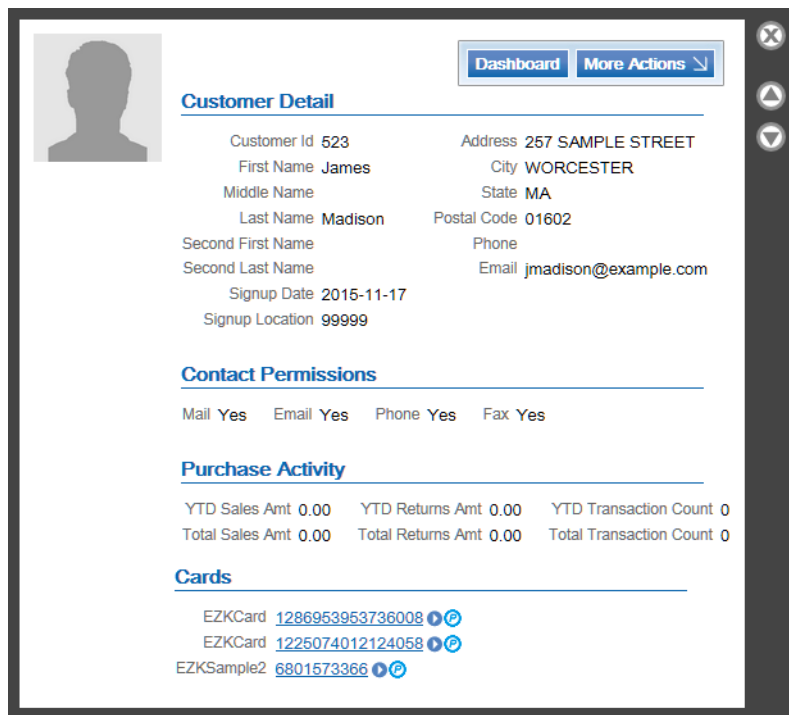 Dashboard More Actions
Customer Detail
Customer Id 523 Address 257 SAMPLE STREET
First Name James City WORCESTER
Middle Name State MA
Last Name Madison Postal Code 01602
Second First Name Phone
Second Last Name Email jmadison@example.com
Signup Date 2015-11-17
Signup Location 99999
Contact Permissions
Mail Yes Email Yes Phone Yes Fax Yes
Purchase Activity
YTD Sales Amt 0.00 YTD Returns Amt 0.00 YTD Transaction Count 0
Total Sales Amt 0.00 Total Returns Amt 0.00 Total Transaction Count 0
Cards
EZKCard 1286953953736008 P
EZKCard 1225074012124058 P
EZKSample2 6801573366 P